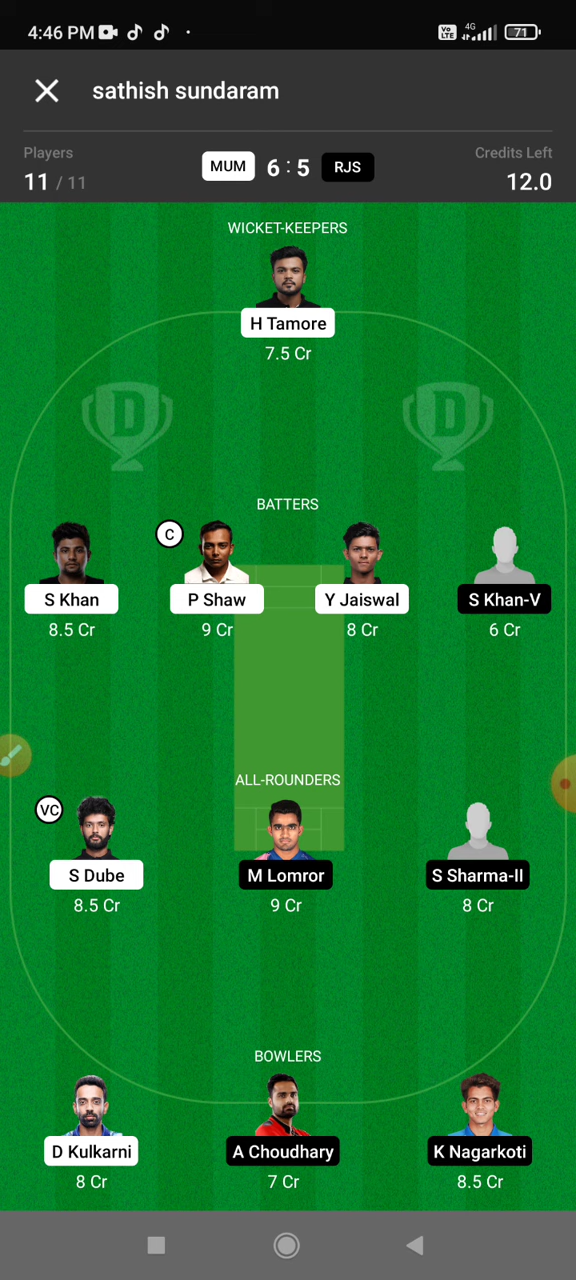 4:46 PM
Vo LTE 4G 71
sathish sundaram
Players
Credits Left
11 / 11
MUM 6 : 5 RJS
12.0
WICKET-KEEPERS
H Tamore
7.5 Cr
D D
BATTERS
C
S Khan P Shaw Y Jaiswal S Khan-V
8.5 Cr 9 Cr 8 Cr 6 Cr
ALL-ROUNDERS
VC
S Dube M Lomror S Sharma-II
8.5 Cr 9 Cr 8 Cr
BOWLERS
D Kulkarni A Choudhary K Nagarkoti
8 Cr 7 Cr 8.5 Cr